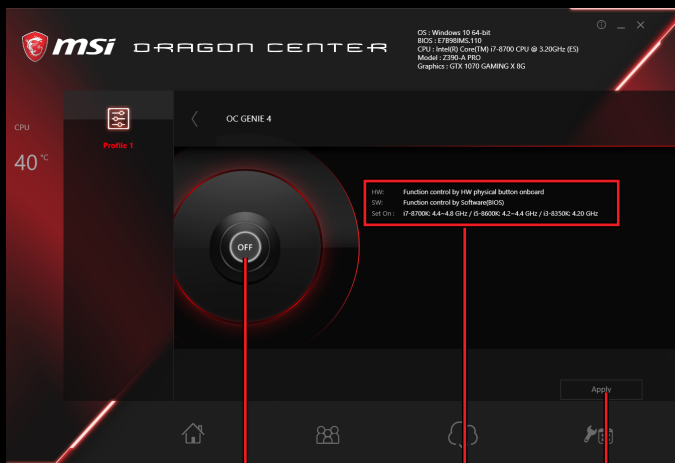 msi DRAGON CENTER
OS : Windows 10 64-bit
BIOS : E7B98IMS.110
CPU : Intel(R) Core(TM) i7-8700 CPU @ 3.20GHz (ES)
Model : Z390-A PRO
Graphics : GTX 1070 GAMING X 8G
CPU
40 °C
Profile 1
OC GENIE 4
OFF
HW: Function control by HW physical button onboard
SW: Function control by Software(BIOS)
Set On : i7-8700K: 4.4~4.8 GHz / i5-8600K: 4.2~4.4 GHz / i3-8350K: 4.20 GHz
Apply